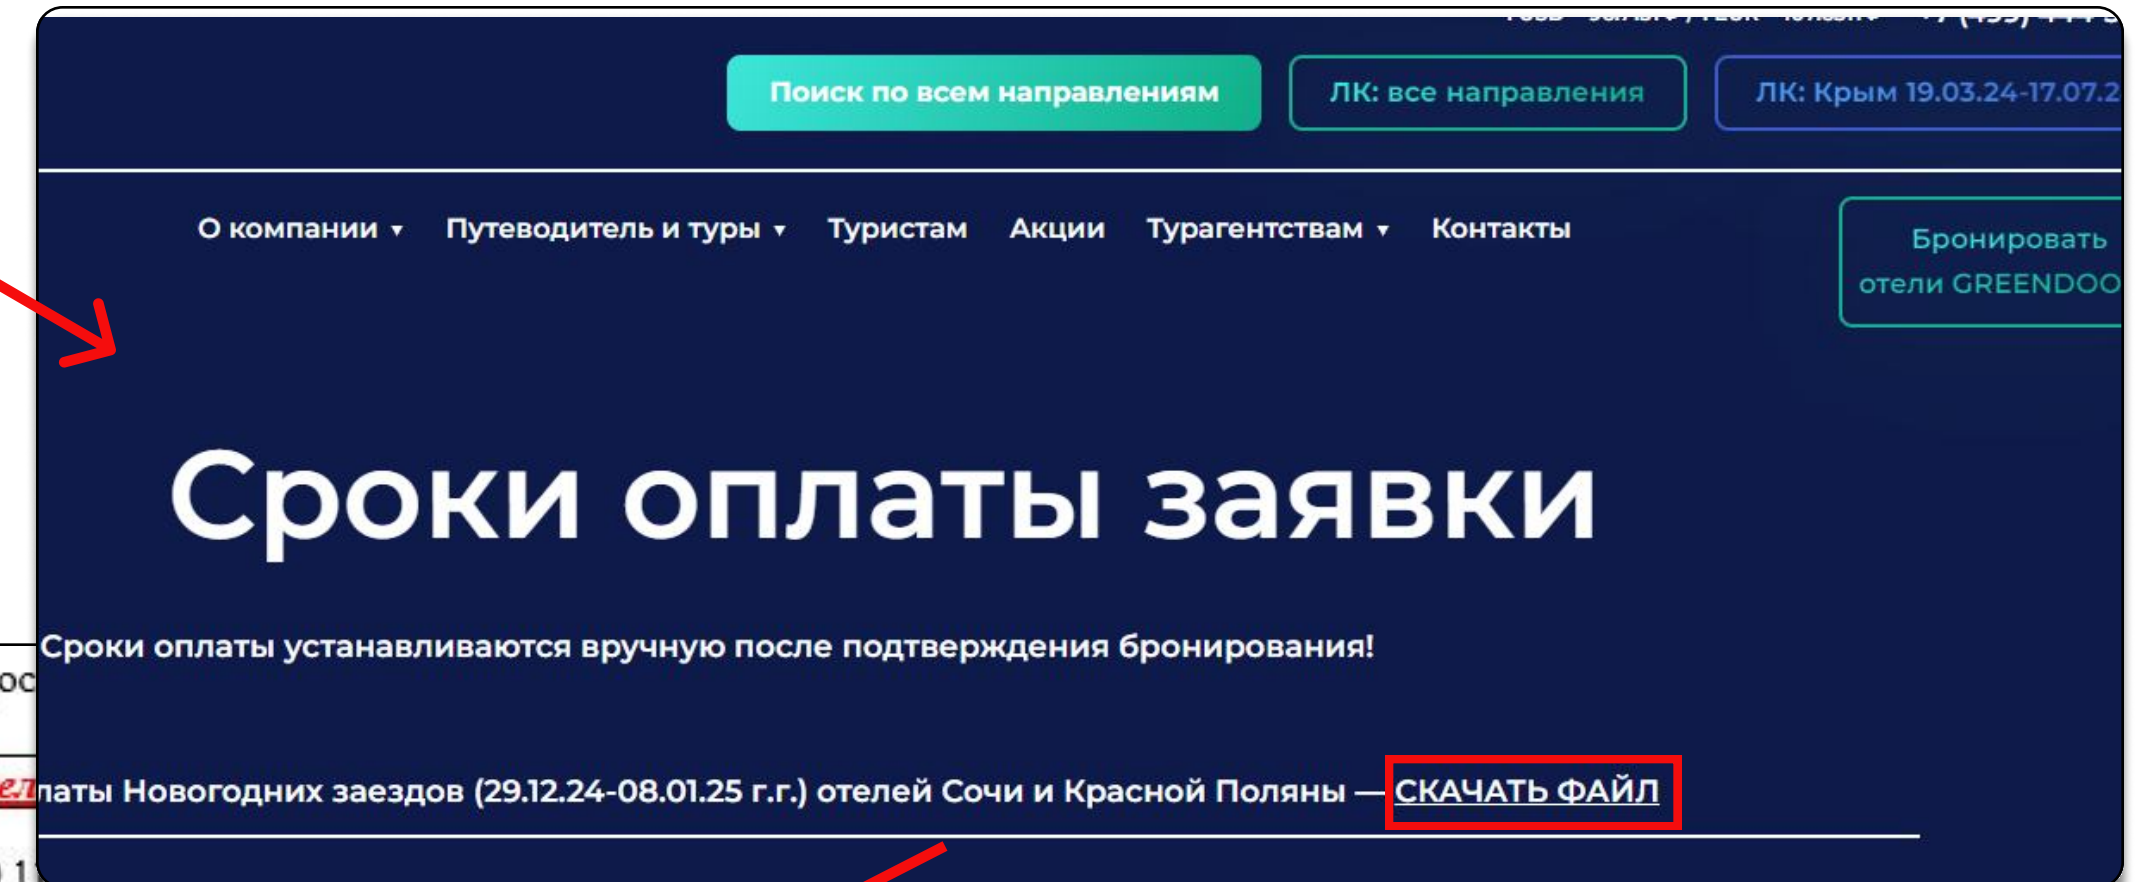 Поиск по всем направлениям
ЛК: все направления
ЛК: Крым 19.03.24-17.07.2
О компании ▾ Путеводитель и туры ▾ Туристам Акции Турагентствам ▾ Контакты
Бронировать
отели GREENDOO
Сроки оплаты заявки
Сроки оплаты устанавливаются вручную после подтверждения бронирования!
ос
латы Новогодних заездов (29.12.24-08.01.25 г.г.) отелей Сочи и Красной Поляны — СКАЧАТЬ ФАЙЛ